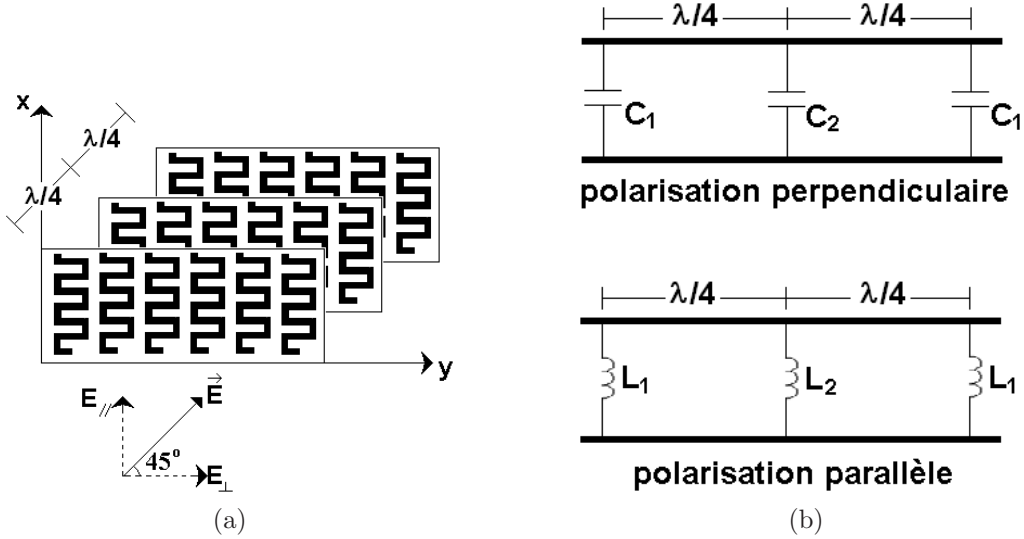 x
λ/4
λ/4
y
E//
E
45°
E⊥
(a)
λ/4 λ/4
C1 C2 C1
polarisation perpendiculaire
λ/4 λ/4
L1 L2 L1
polarisation parallèle
(b)